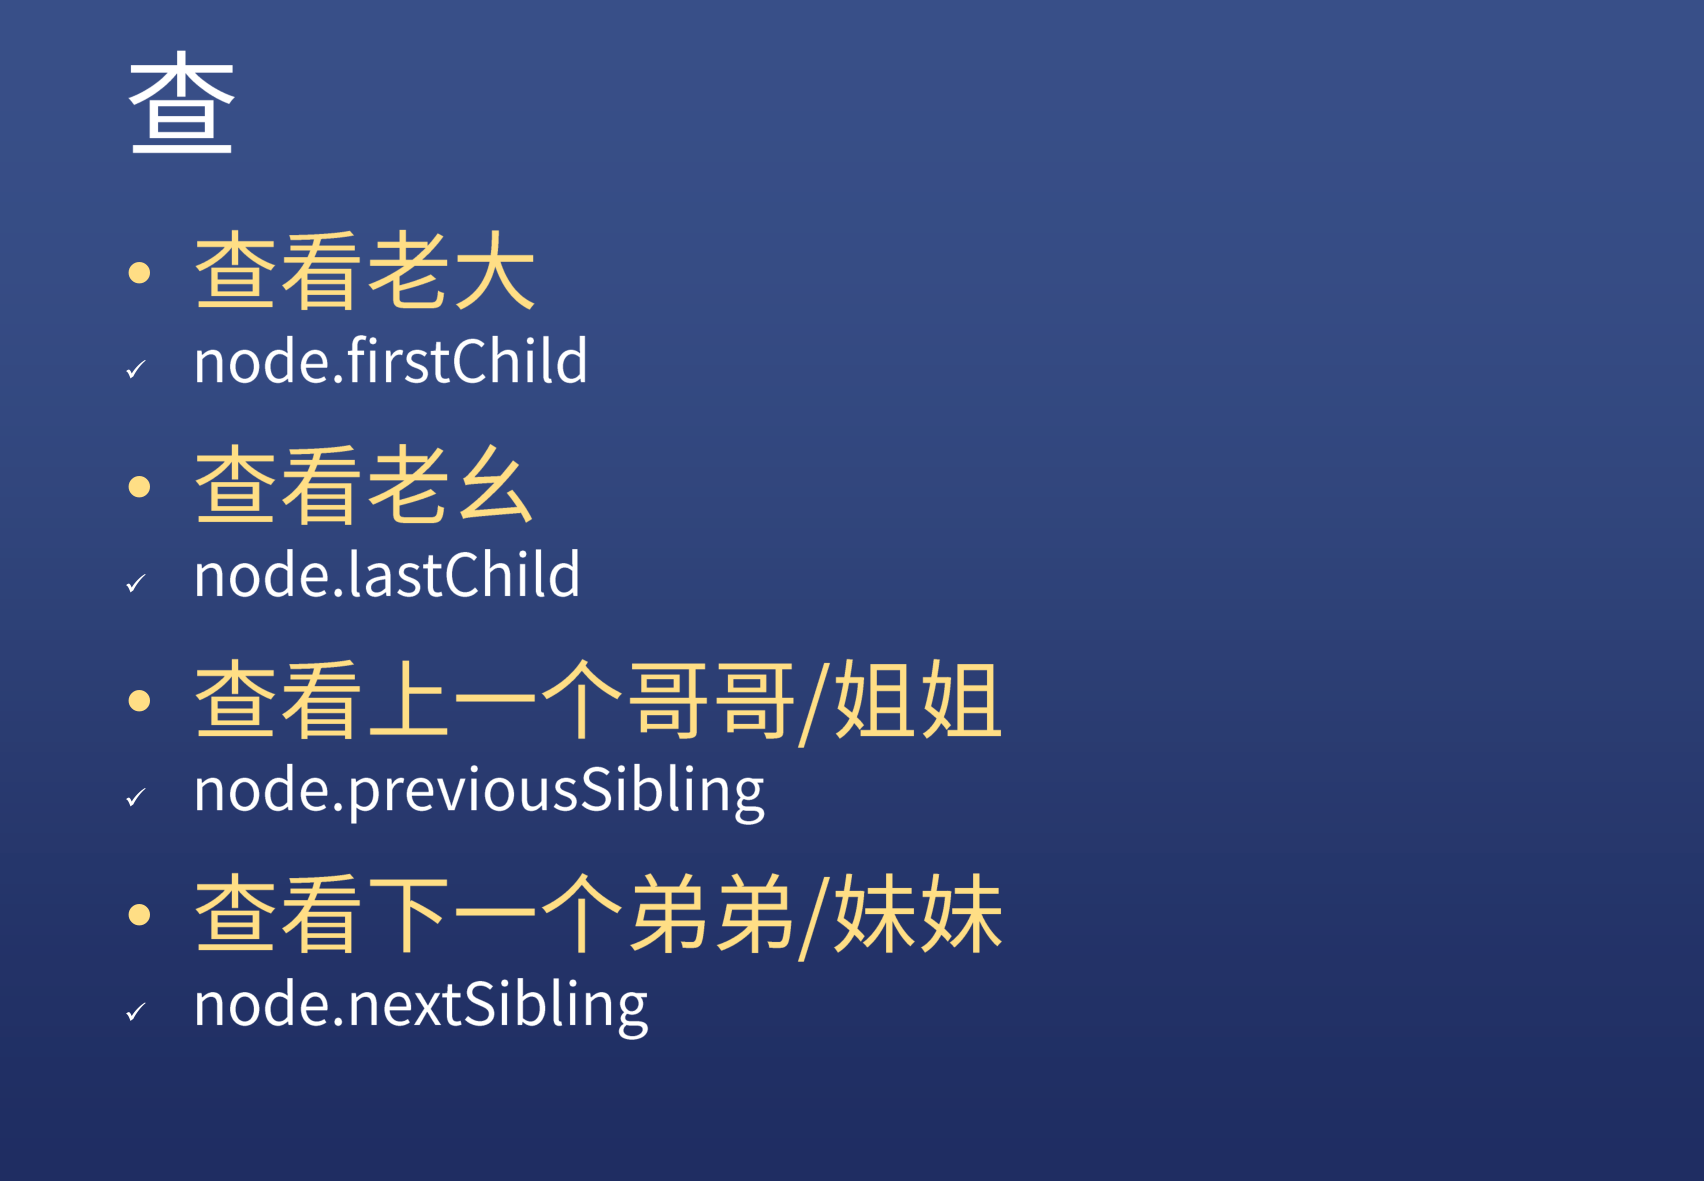 查
• 查看老大
✓ node.firstChild
• 查看老幺
✓ node.lastChild
• 查看上一个哥哥/姐姐
✓ node.previousSibling
• 查看下一个弟弟/妹妹
✓ node.nextSibling